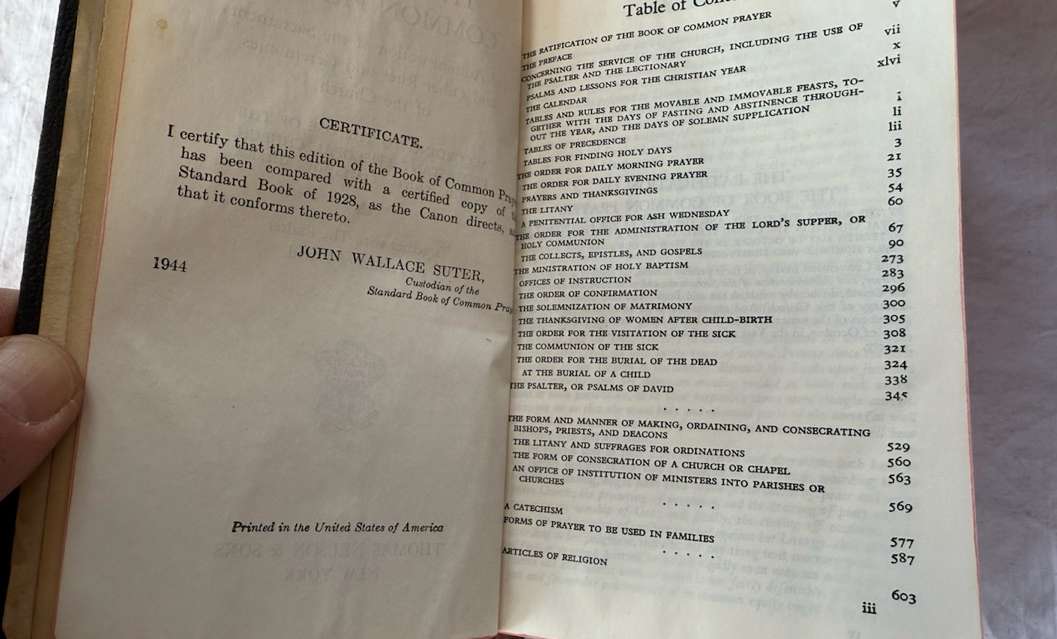 CERTIFICATE.
I certify that this edition of the Book of Common
has been compared with a certified copy of
Standard Book of 1928, as the Canon directs,
that it conforms thereto.
JOHN WALLACE SUTER,
1944
Custodian of the
Standard Book of Common
Printed in the United States of America
THOMAS NELSON & SONS
NEW YORK
Table of
THE RATIFICATION OF THE BOOK OF COMMON PRAYER
THE PREFACE v
CONCERNING THE SERVICE OF THE CHURCH, INCLUDING THE USE OF
THE PSALTER AND THE LECTIONARY vii
PSALMS AND LESSONS FOR THE CHRISTIAN YEAR x
THE CALENDAR xlvi
TABLES AND RULES FOR THE MOVABLE AND IMMOVABLE FEASTS, TO-
GETHER WITH THE DAYS OF FASTING AND ABSTINENCE THROUGH-
OUT THE YEAR, AND THE DAYS OF SOLEMN SUPPLICATION
TABLES OF PRECEDENCE li
TABLES FOR FINDING HOLY DAYS lii
THE ORDER FOR DAILY MORNING PRAYER 3
THE ORDER FOR DAILY EVENING PRAYER 21
PRAYERS AND THANKSGIVINGS 35
THE LITANY 54
A PENITENTIAL OFFICE FOR ASH WEDNESDAY 60
THE ORDER FOR THE ADMINISTRATION OF THE LORD'S SUPPER, OR
HOLY COMMUNION 67
THE COLLECTS, EPISTLES, AND GOSPELS 90
THE MINISTRATION OF HOLY BAPTISM 273
OFFICES OF INSTRUCTION 283
THE ORDER OF CONFIRMATION 296
THE SOLEMNIZATION OF MATRIMONY 300
THE THANKSGIVING OF WOMEN AFTER CHILD-BIRTH 305
THE ORDER FOR THE VISITATION OF THE SICK 308
THE COMMUNION OF THE SICK 321
THE ORDER FOR THE BURIAL OF THE DEAD 324
AT THE BURIAL OF A CHILD 338
THE PSALTER, OR PSALMS OF DAVID 345
. . . . .
THE FORM AND MANNER OF MAKING, ORDAINING, AND CONSECRATING
BISHOPS, PRIESTS, AND DEACONS 529
THE LITANY AND SUFFRAGES FOR ORDINATIONS 560
THE FORM OF CONSECRATION OF A CHURCH OR CHAPEL 563
AN OFFICE OF INSTITUTION OF MINISTERS INTO PARISHES OR
CHURCHES 569
. . . . .
A CATECHISM 577
FORMS OF PRAYER TO BE USED IN FAMILIES 587
. . . . .
ARTICLES OF RELIGION 603
iii